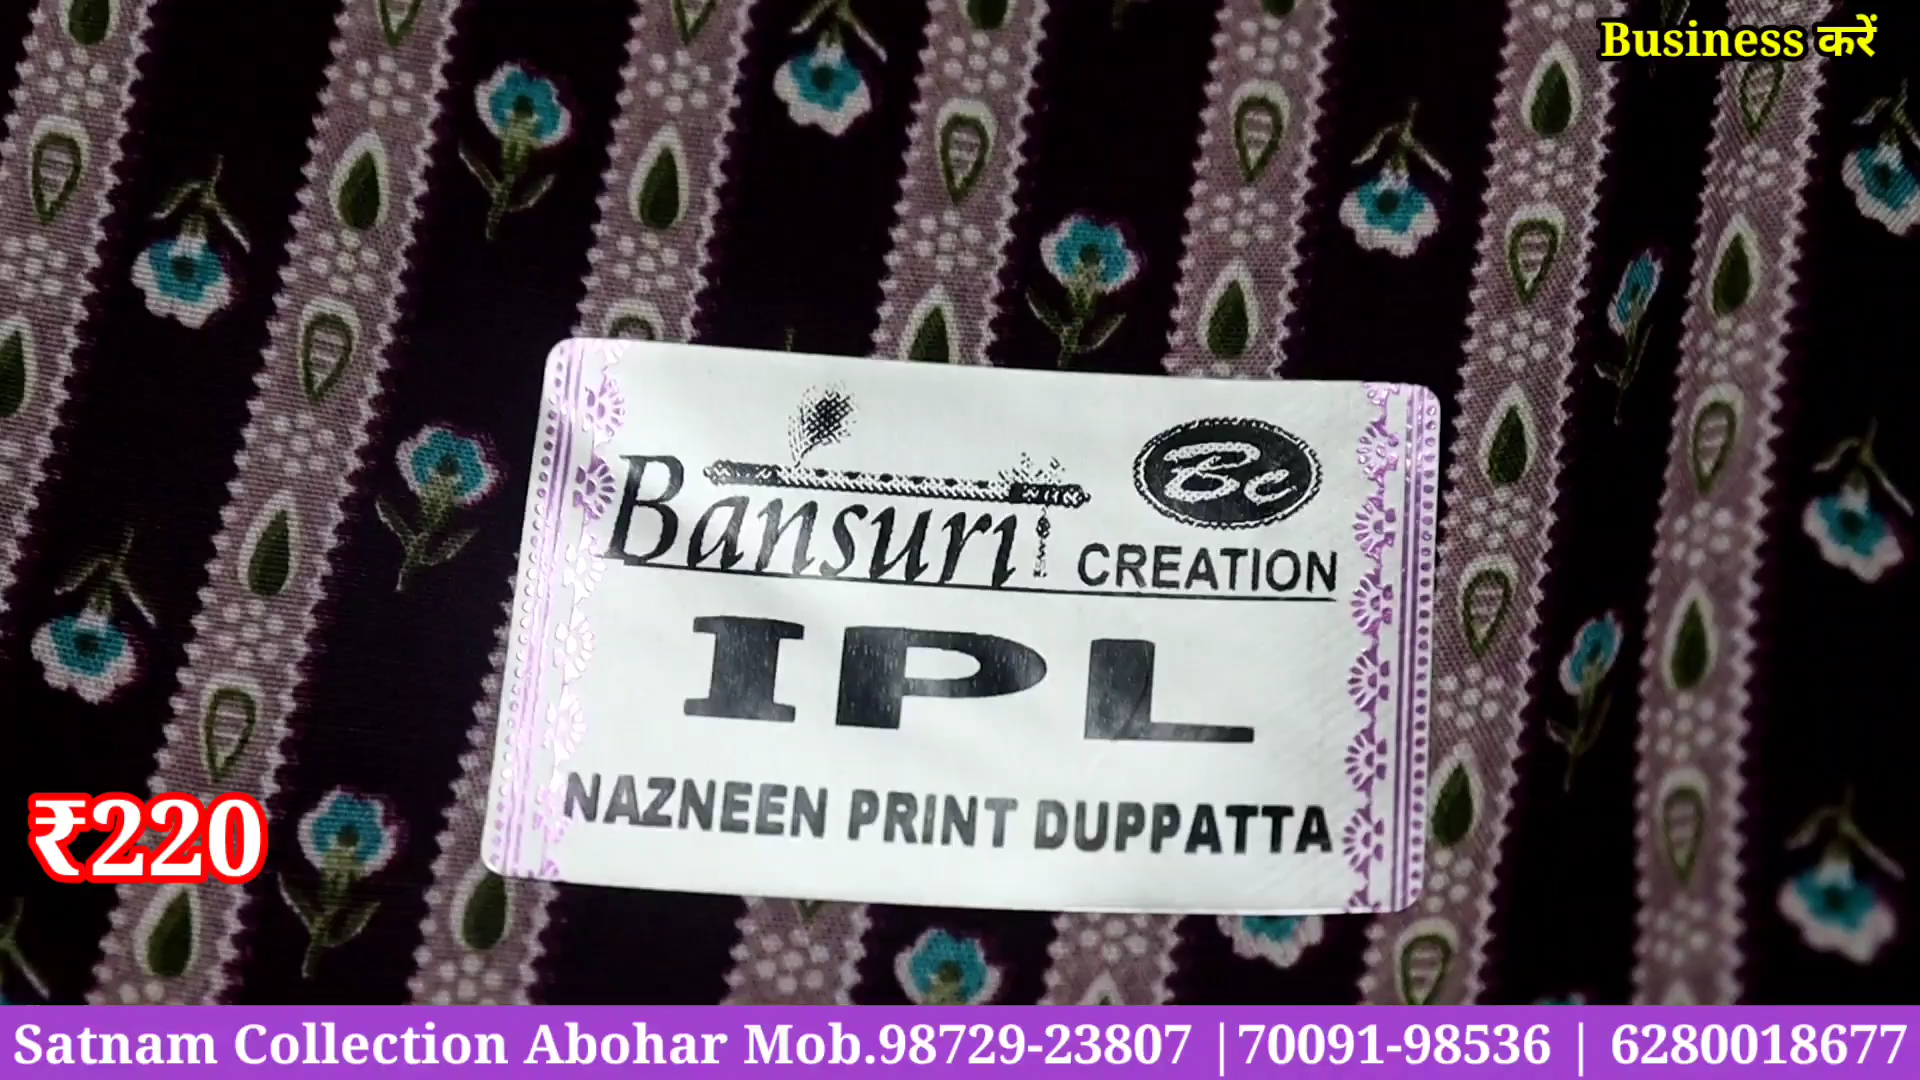 Business करें
Bc
Bansuri CREATION
IPL
NAZNEEN PRINT DUPPATTA
₹220
Satnam Collection Abohar Mob.98729-23807 |70091-98536 | 6280018677